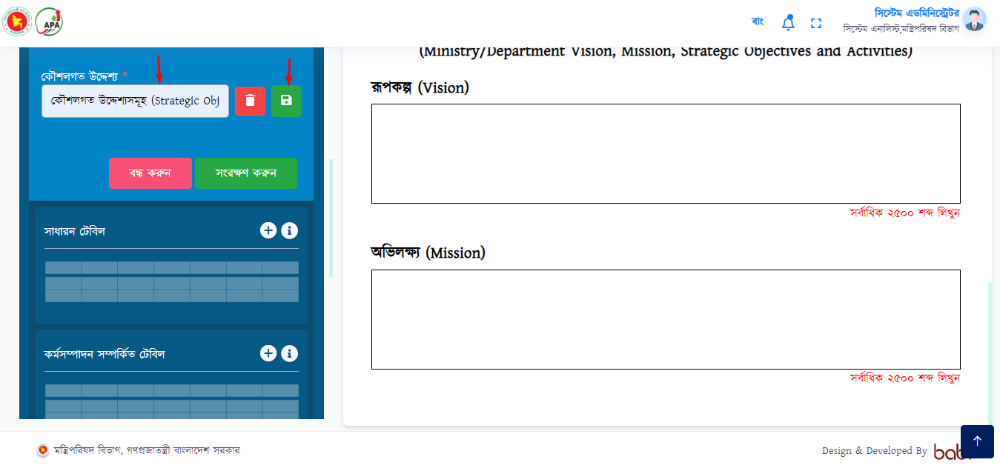 APA
বাং
সিস্টেম এডমিনিস্ট্রেটর
সিস্টেম এনালিস্ট,মন্ত্রিপরিষদ বিভাগ
কৌশলগত উদ্দেশ্য *
কৌশলগত উদ্দেশ্যসমূহ (Strategic Obj
বন্ধ করুন
সংরক্ষণ করুন
সাধারন টেবিল
কর্মসম্পাদন সম্পর্কিত টেবিল
(Ministry/Department Vision, Mission, Strategic Objectives and Activities)
রূপকল্প (Vision)
সর্বাধিক ২৫০০ শব্দ লিখুন
অভিলক্ষ্য (Mission)
সর্বাধিক ২৫০০ শব্দ লিখুন
মন্ত্রিপরিষদ বিভাগ, গণপ্রজাতন্ত্রী বাংলাদেশ সরকার
Design & Developed By